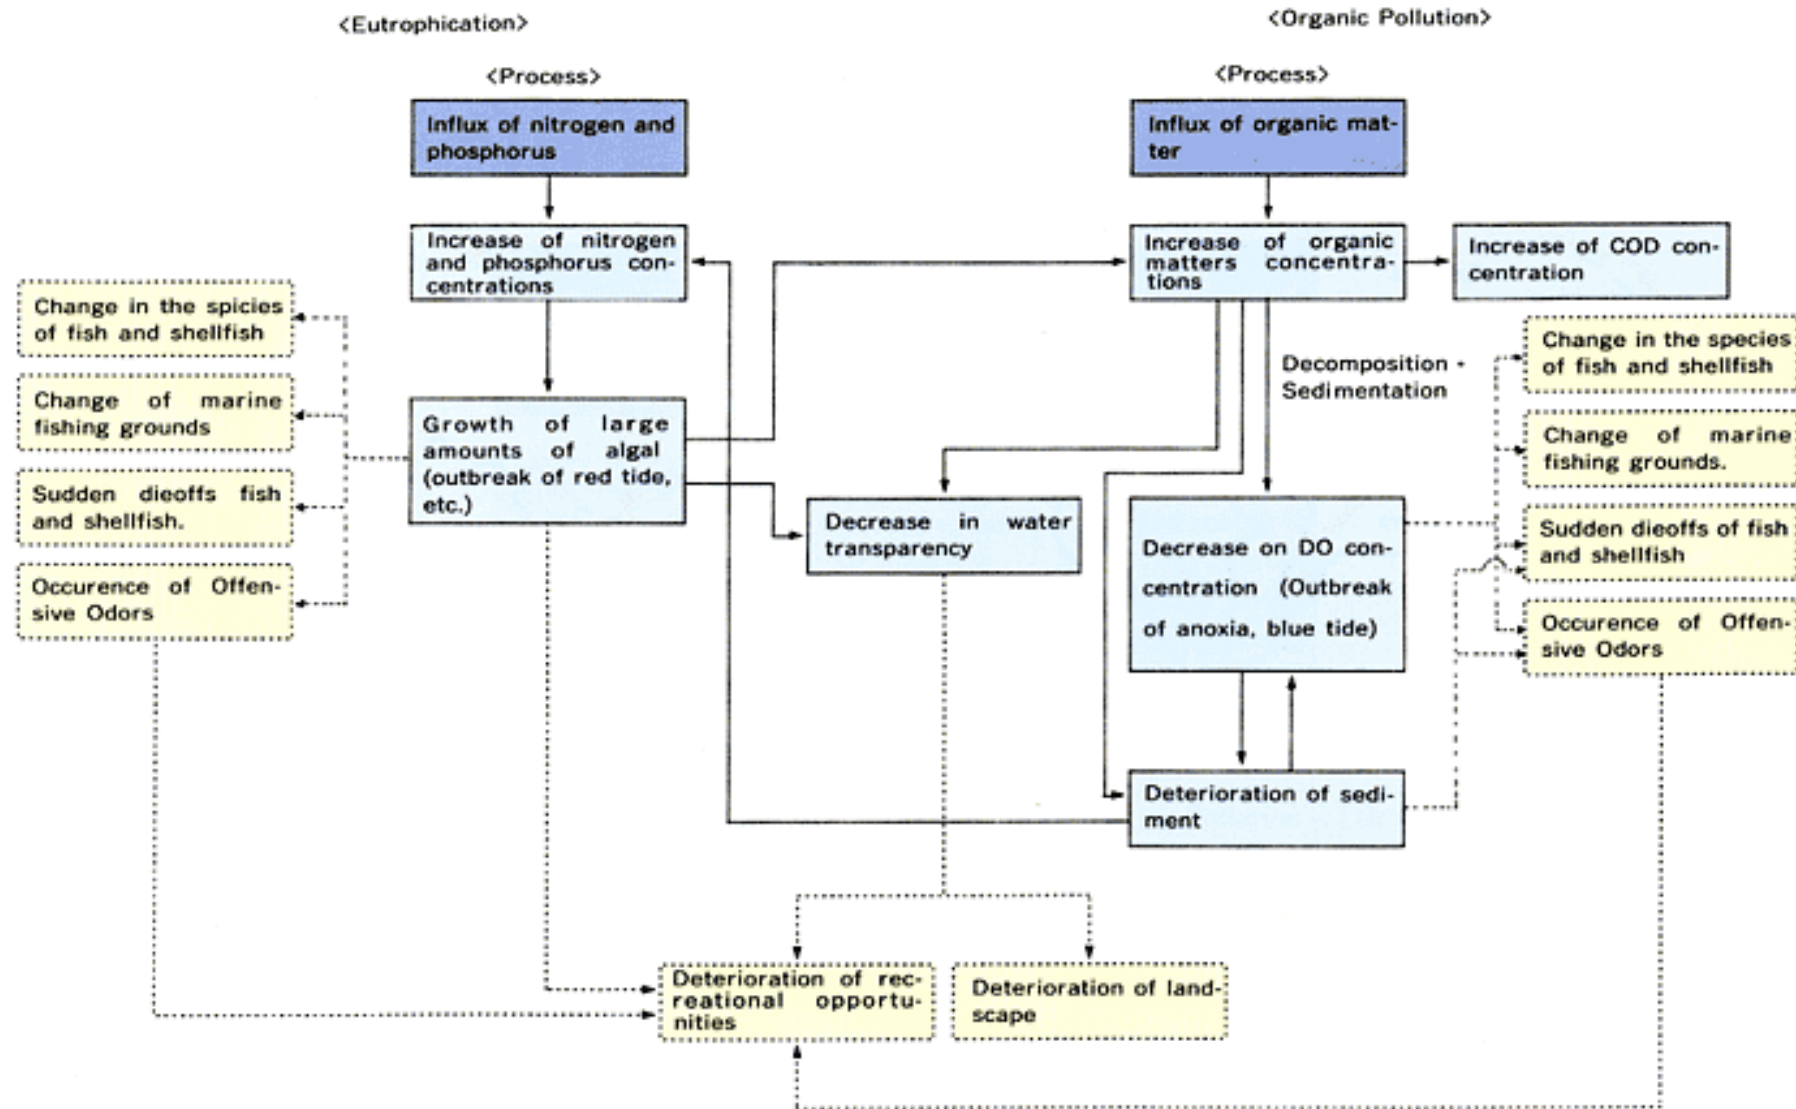 <Eutrophication>
<Organic Pollution>
<Process>
<Process>
Influx of nitrogen and
phosphorus
Influx of organic mat-
ter
Increase of nitrogen
and phosphorus con-
centrations
Increase of organic
matters concentra-
tions
Increase of COD con-
centration
Change in the spicies
of fish and shellfish
Change of marine
fishing grounds
Sudden dieoffs fish
and shellfish.
Occurence of Offen-
sive Odors
Growth of large
amounts of algal
(outbreak of red tide,
etc.)
Decrease in water
transparency
Decomposition ·
Sedimentation
Decrease on DO con-
centration (Outbreak
of anoxia, blue tide)
Change in the species
of fish and shellfish
Change of marine
fishing grounds.
Sudden dieoffs of fish
and shellfish
Occurence of Offen-
sive Odors
Deterioration of sedi-
ment
Deterioration of rec-
reational opportu-
nities
Deterioration of land-
scape